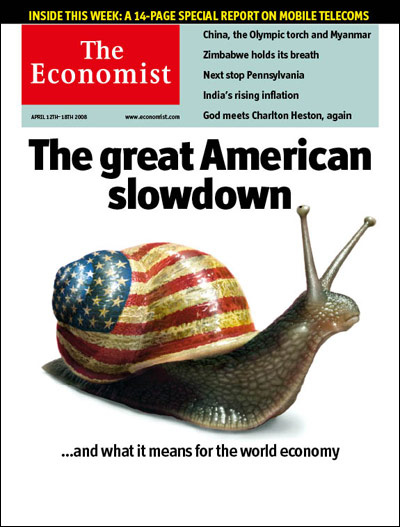 INSIDE THIS WEEK: A 14-PAGE SPECIAL REPORT ON MOBILE TELECOMS
The
Economist
APRIL 12TH–18TH 2008
www.economist.com
China, the Olympic torch and Myanmar
Zimbabwe holds its breath
Next stop Pennsylvania
India's rising inflation
God meets Charlton Heston, again
The great American
slowdown
...and what it means for the world economy